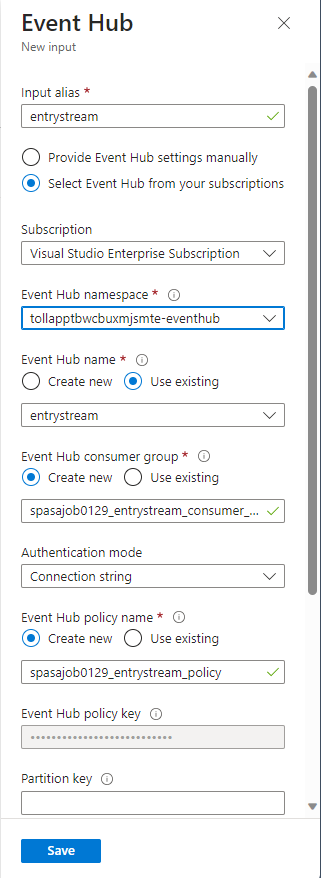 Event Hub
New input
Input alias *
entrystream
Provide Event Hub settings manually
Select Event Hub from your subscriptions
Subscription
Visual Studio Enterprise Subscription
Event Hub namespace *
tollapptbwcbuxmjsmte-eventhub
Event Hub name *
Create new Use existing
entrystream
Event Hub consumer group *
Create new Use existing
spasajob0129_entrystream_consumer_...
Authentication mode
Connection string
Event Hub policy name *
Create new Use existing
spasajob0129_entrystream_policy
Event Hub policy key
••••••••••••••••••••••••••••
Partition key
Save